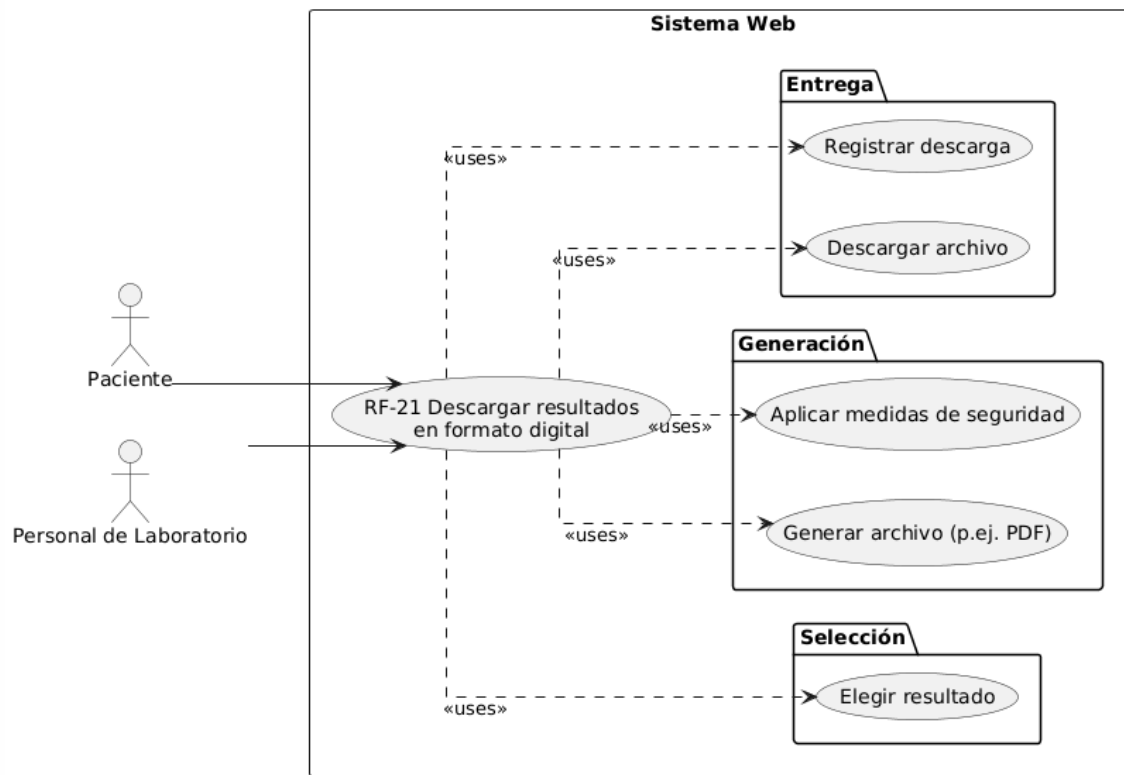 Sistema Web
Entrega
Registrar descarga
«uses»
Descargar archivo
«uses»
Generación
Paciente
RF-21 Descargar resultados
en formato digital
Aplicar medidas de seguridad
«uses»
Personal de Laboratorio
Generar archivo (p.ej. PDF)
«uses»
Selección
Elegir resultado
«uses»